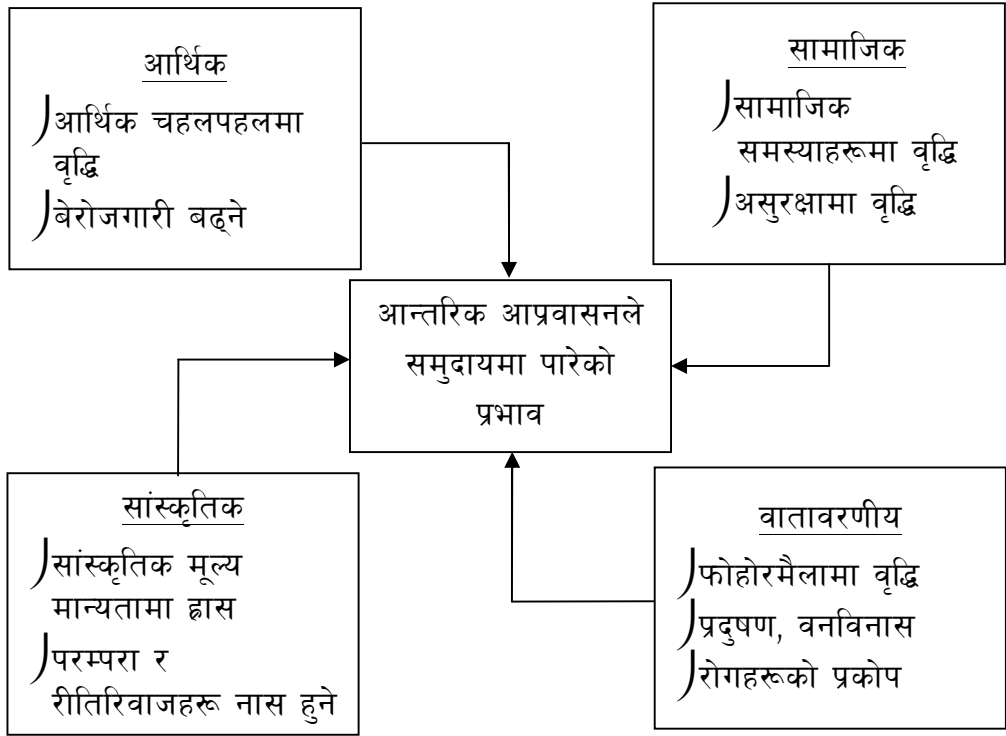 आर्थिक
आर्थिक चहलपहलमा
वृद्धि
बेरोजगारी बढ्ने
सामाजिक
सामाजिक
समस्याहरूमा वृद्धि
असुरक्षामा वृद्धि
आन्तरिक आप्रवासनले
समुदायमा पारेको
प्रभाव
सांस्कृतिक
सांस्कृतिक मूल्य
मान्यतामा ह्रास
परम्परा र
रीतिरिवाजहरू नास हुने
वातावरणीय
फोहोरमैलामा वृद्धि
प्रदुषण, वनविनास
रोगहरूको प्रकोप